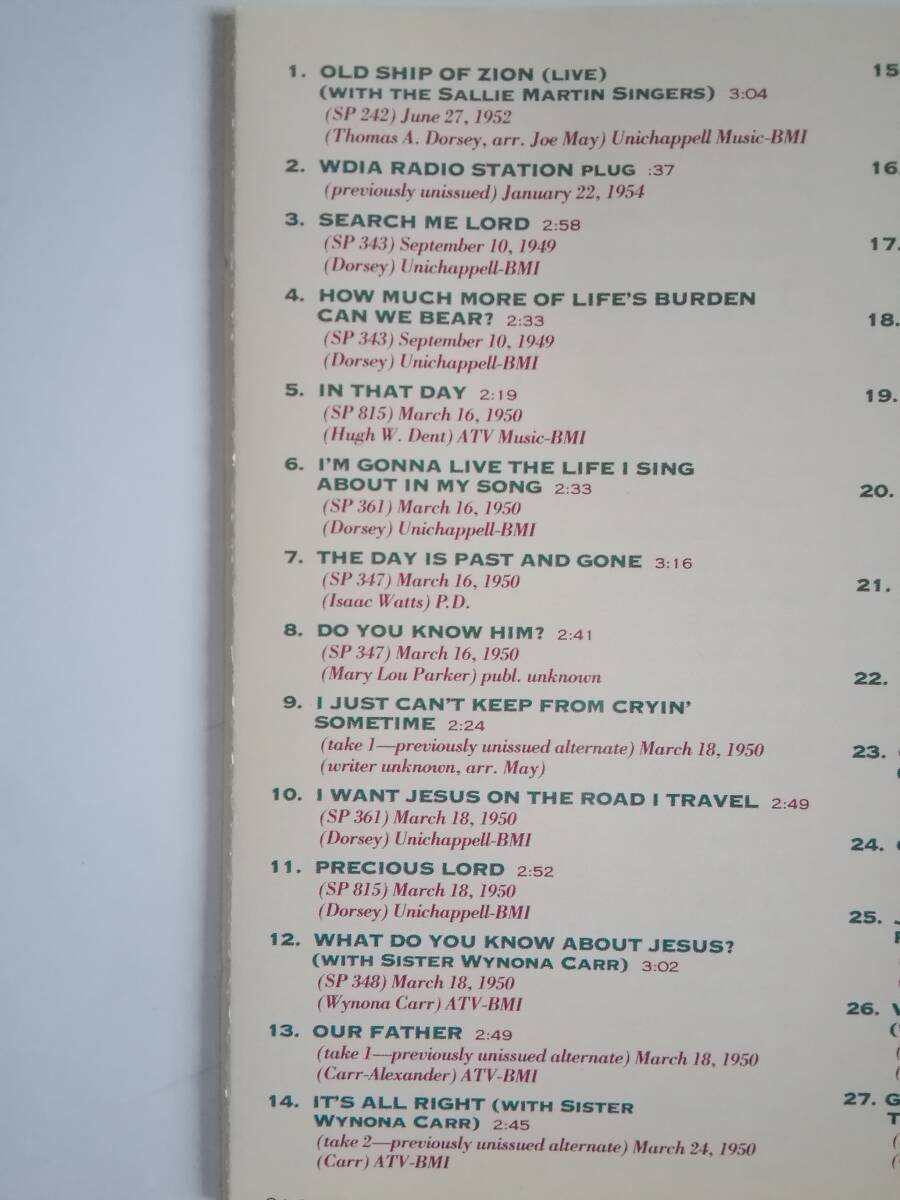 1. OLD SHIP OF ZION (LIVE)
(WITH THE SALLIE MARTIN SINGERS) 3:04
(SP 242) June 27, 1952
(Thomas A. Dorsey, arr. Joe May) Unichappell Music-BMI
2. WDIA RADIO STATION PLUG :37
(previously unissued) January 22, 1954
3. SEARCH ME LORD 2:58
(SP 343) September 10, 1949
(Dorsey) Unichappell-BMI
4. HOW MUCH MORE OF LIFE'S BURDEN
CAN WE BEAR? 2:33
(SP 343) September 10, 1949
(Dorsey) Unichappell-BMI
5. IN THAT DAY 2:19
(SP 815) March 16, 1950
(Hugh W. Dent) ATV Music-BMI
6. I'M GONNA LIVE THE LIFE I SING
ABOUT IN MY SONG 2:33
(SP 361) March 16, 1950
(Dorsey) Unichappell-BMI
7. THE DAY IS PAST AND GONE 3:16
(SP 347) March 16, 1950
(Isaac Watts) P.D.
8. DO YOU KNOW HIM? 2:41
(SP 347) March 16, 1950
(Mary Lou Parker) publ. unknown
9. I JUST CAN'T KEEP FROM CRYIN'
SOMETIME 2:24
(take 1—previously unissued alternate) March 18, 1950
(writer unknown, arr. May)
10. I WANT JESUS ON THE ROAD I TRAVEL 2:49
(SP 361) March 18, 1950
(Dorsey) Unichappell-BMI
11. PRECIOUS LORD 2:52
(SP 815) March 18, 1950
(Dorsey) Unichappell-BMI
12. WHAT DO YOU KNOW ABOUT JESUS?
(WITH SISTER WYNONA CARR) 3:02
(SP 348) March 18, 1950
(Wynona Carr) ATV-BMI
13. OUR FATHER 2:49
(take 1—previously unissued alternate) March 18, 1950
(Carr-Alexander) ATV-BMI
14. IT'S ALL RIGHT (WITH SISTER
WYNONA CARR) 2:45
(take 2—previously unissued alternate) March 24, 1950
(Carr) ATV-BMI
15
16.
17.
18.
19.
20.
21.
22.
23.
24.
25.
26.
27.